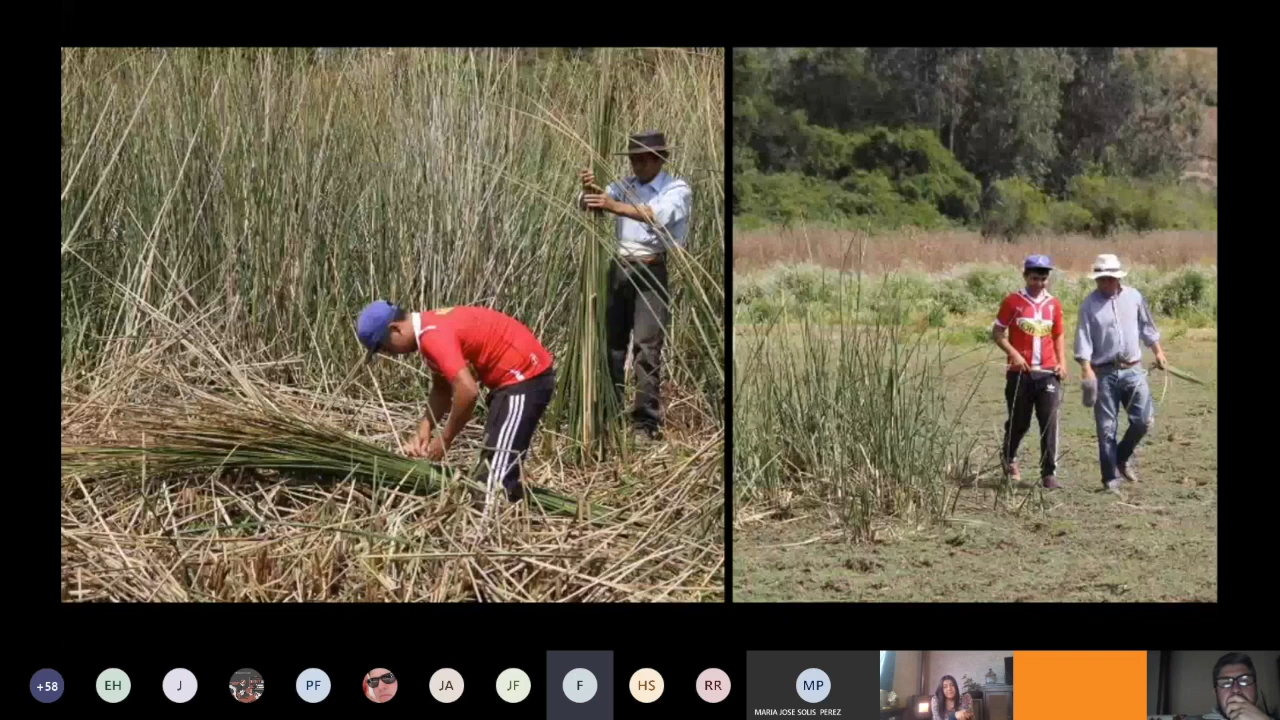 +58
EH
J
PF
JA
JF
F
HS
RR
MP
MARIA JOSE SOLIS PEREZ